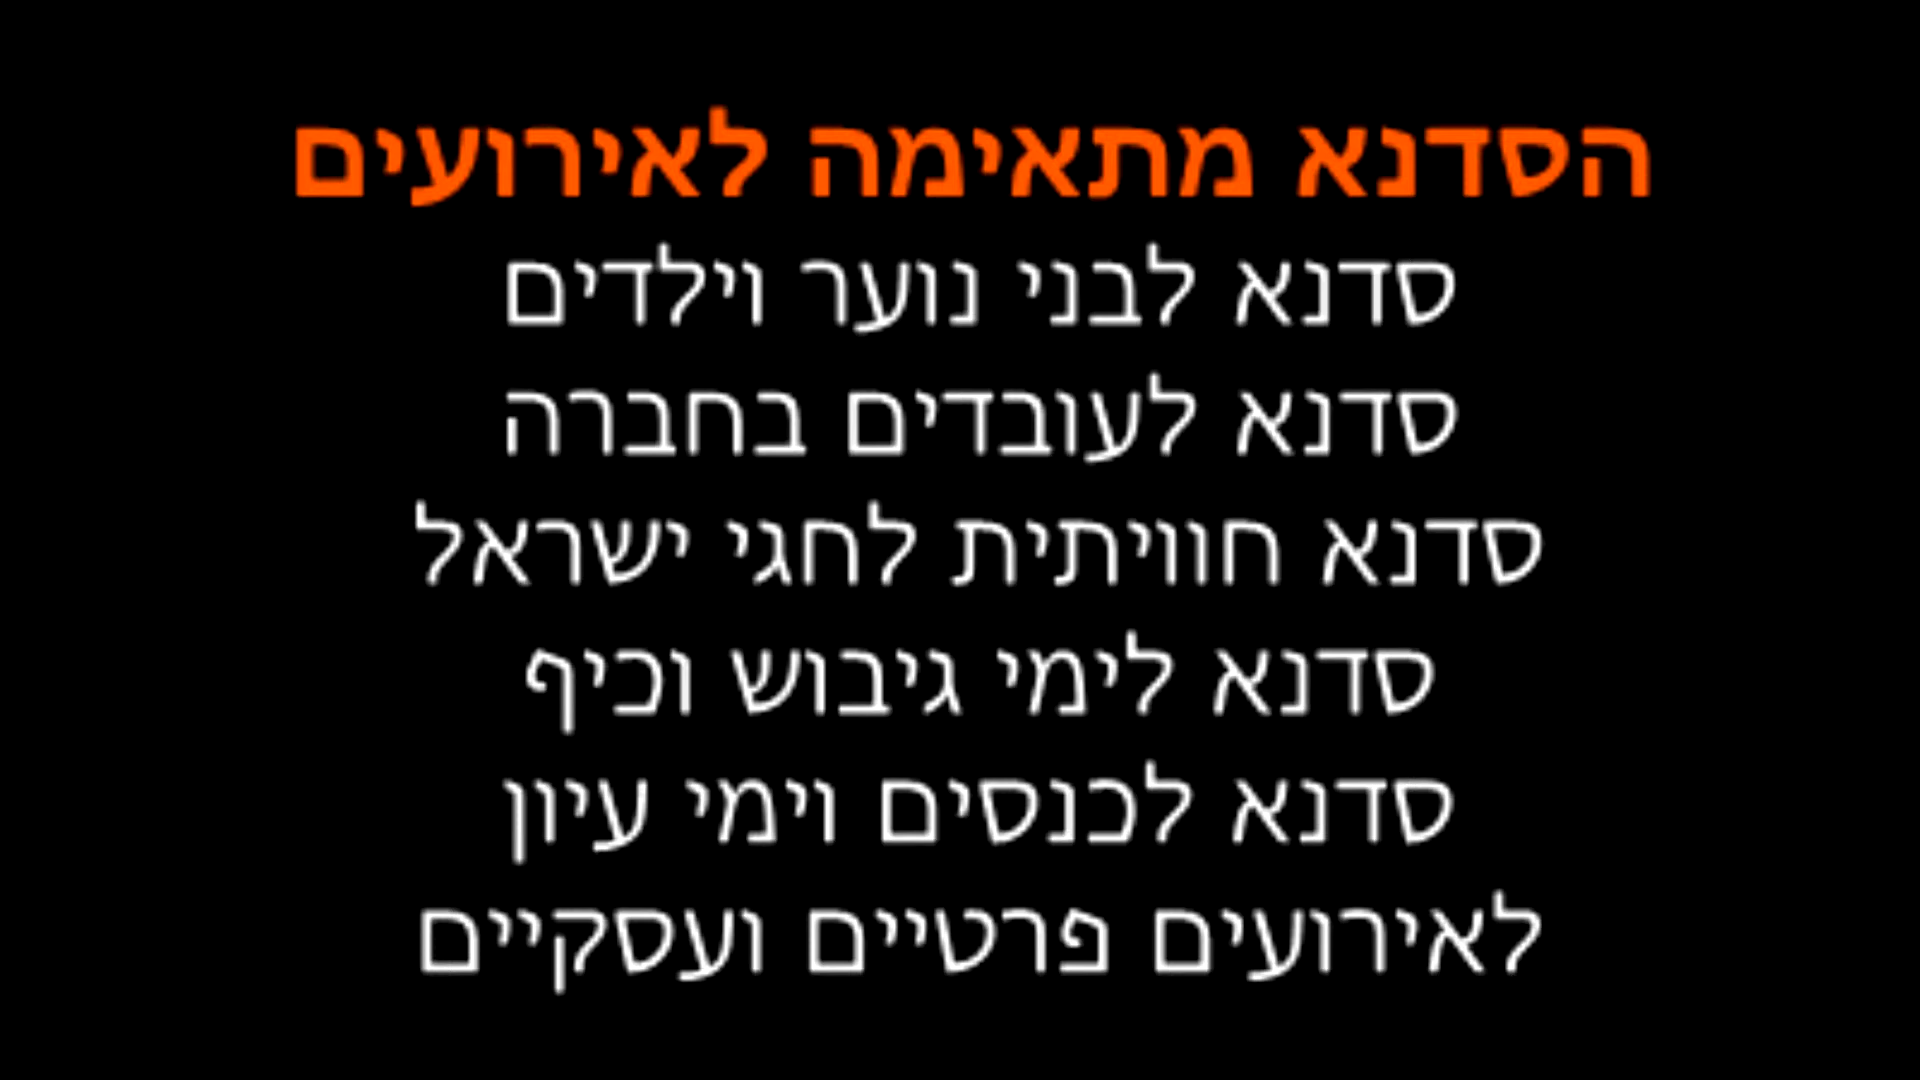 הסדנא מתאימה לאירועים
סדנא לבני נוער וילדים
סדנא לעובדים בחברה
סדנא חוויתית לחגי ישראל
סדנא לימי גיבוש וכיף
סדנא לכנסים וימי עיון
לאירועים פרטיים ועסקיים